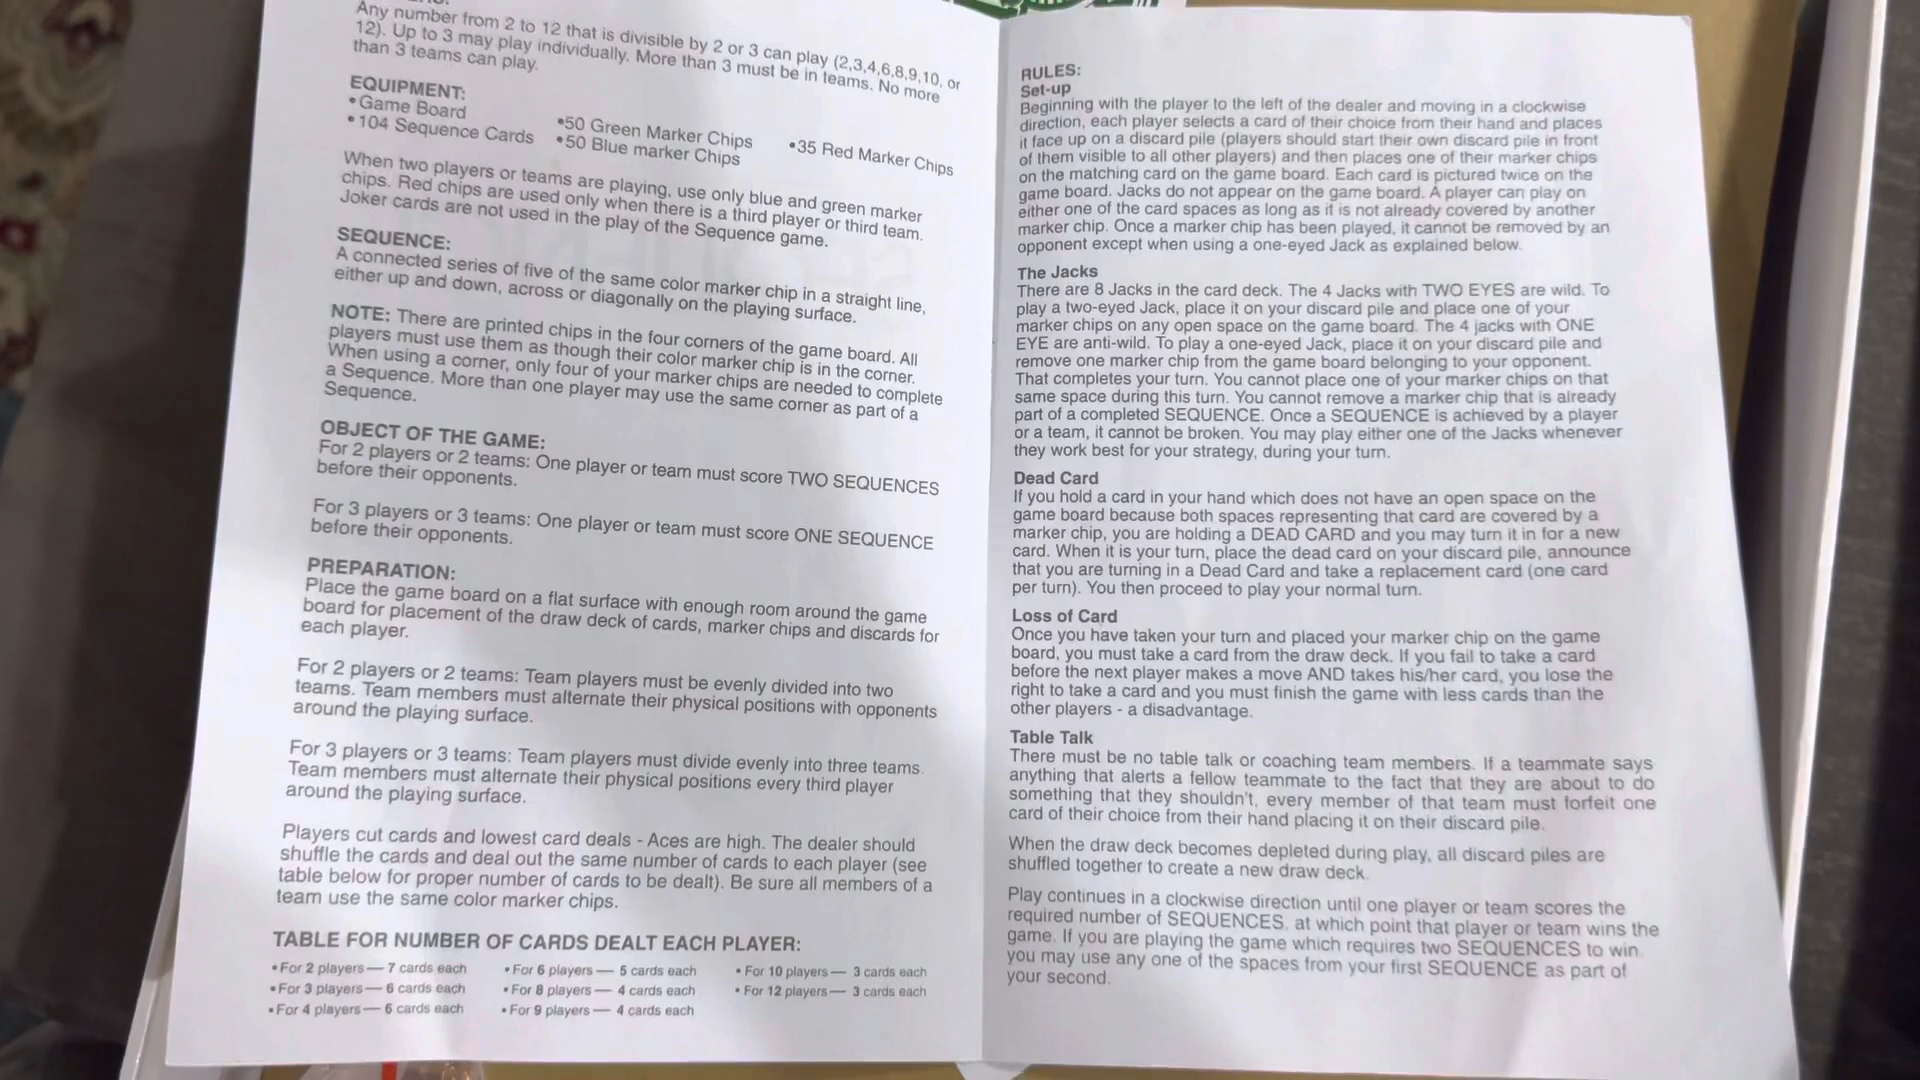 Any number from 2 to 12 that is divisible by 2 or 3 can play (2,3,4,6,8,9,10, or
12). Up to 3 may play individually. More than 3 must be in teams. No more
than 3 teams can play.
EQUIPMENT:
• Game Board
• 104 Sequence Cards
•50 Green Marker Chips
•50 Blue marker Chips
•35 Red Marker Chips
When two players or teams are playing, use only blue and green marker
chips. Red chips are used only when there is a third player or third team.
Joker cards are not used in the play of the Sequence game.
SEQUENCE:
A connected series of five of the same color marker chip in a straight line,
either up and down, across or diagonally on the playing surface.
NOTE: There are printed chips in the four corners of the game board. All
players must use them as though their color marker chip is in the corner.
When using a corner, only four of your marker chips are needed to complete
a Sequence. More than one player may use the same corner as part of a
Sequence.
OBJECT OF THE GAME:
For 2 players or 2 teams: One player or team must score TWO SEQUENCES
before their opponents.
For 3 players or 3 teams: One player or team must score ONE SEQUENCE
before their opponents.
PREPARATION:
Place the game board on a flat surface with enough room around the game
board for placement of the draw deck of cards, marker chips and discards for
each player.
For 2 players or 2 teams: Team players must be evenly divided into two
teams. Team members must alternate their physical positions with opponents
around the playing surface.
For 3 players or 3 teams: Team players must divide evenly into three teams.
Team members must alternate their physical positions every third player
around the playing surface.
Players cut cards and lowest card deals - Aces are high. The dealer should
shuffle the cards and deal out the same number of cards to each player (see
table below for proper number of cards to be dealt). Be sure all members of a
team use the same color marker chips.
TABLE FOR NUMBER OF CARDS DEALT EACH PLAYER:
• For 2 players — 7 cards each
• For 3 players — 6 cards each
• For 4 players — 6 cards each
• For 6 players — 5 cards each
• For 8 players — 4 cards each
• For 9 players — 4 cards each
• For 10 players — 3 cards each
• For 12 players — 3 cards each
RULES:
Set-up
Beginning with the player to the left of the dealer and moving in a clockwise
direction, each player selects a card of their choice from their hand and places
it face up on a discard pile (players should start their own discard pile in front
of them visible to all other players) and then places one of their marker chips
on the matching card on the game board. Each card is pictured twice on the
game board. Jacks do not appear on the game board. A player can play on
either one of the card spaces as long as it is not already covered by another
marker chip. Once a marker chip has been played, it cannot be removed by an
opponent except when using a one-eyed Jack as explained below.
The Jacks
There are 8 Jacks in the card deck. The 4 Jacks with TWO EYES are wild. To
play a two-eyed Jack, place it on your discard pile and place one of your
marker chips on any open space on the game board. The 4 jacks with ONE
EYE are anti-wild. To play a one-eyed Jack, place it on your discard pile and
remove one marker chip from the game board belonging to your opponent.
That completes your turn. You cannot place one of your marker chips on that
same space during this turn. You cannot remove a marker chip that is already
part of a completed SEQUENCE. Once a SEQUENCE is achieved by a player
or a team, it cannot be broken. You may play either one of the Jacks whenever
they work best for your strategy, during your turn.
Dead Card
If you hold a card in your hand which does not have an open space on the
game board because both spaces representing that card are covered by a
marker chip, you are holding a DEAD CARD and you may turn it in for a new
card. When it is your turn, place the dead card on your discard pile, announce
that you are turning in a Dead Card and take a replacement card (one card
per turn). You then proceed to play your normal turn.
Loss of Card
Once you have taken your turn and placed your marker chip on the game
board, you must take a card from the draw deck. If you fail to take a card
before the next player makes a move AND takes his/her card, you lose the
right to take a card and you must finish the game with less cards than the
other players - a disadvantage.
Table Talk
There must be no table talk or coaching team members. If a teammate says
anything that alerts a fellow teammate to the fact that they are about to do
something that they shouldn't, every member of that team must forfeit one
card of their choice from their hand placing it on their discard pile.
When the draw deck becomes depleted during play, all discard piles are
shuffled together to create a new draw deck.
Play continues in a clockwise direction until one player or team scores the
required number of SEQUENCES, at which point that player or team wins the
game. If you are playing the game which requires two SEQUENCES to win,
you may use any one of the spaces from your first SEQUENCE as part of
your second.